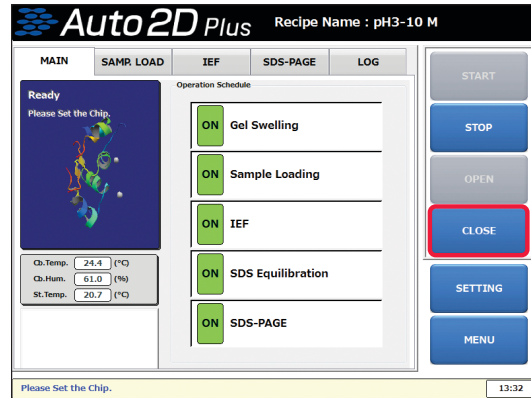 Auto2D Plus Recipe Name : pH3-10 M
MAIN SAMP. LOAD IEF SDS-PAGE LOG
Ready
Please Set the Chip.
Operation Schedule
ON Gel Swelling
ON Sample Loading
ON IEF
ON SDS Equilibration
ON SDS-PAGE
Cb.Temp. 24.4 (°C)
Cb.Hum. 61.0 (%)
St.Temp. 20.7 (°C)
START
STOP
OPEN
CLOSE
SETTING
MENU
Please Set the Chip. 13:32